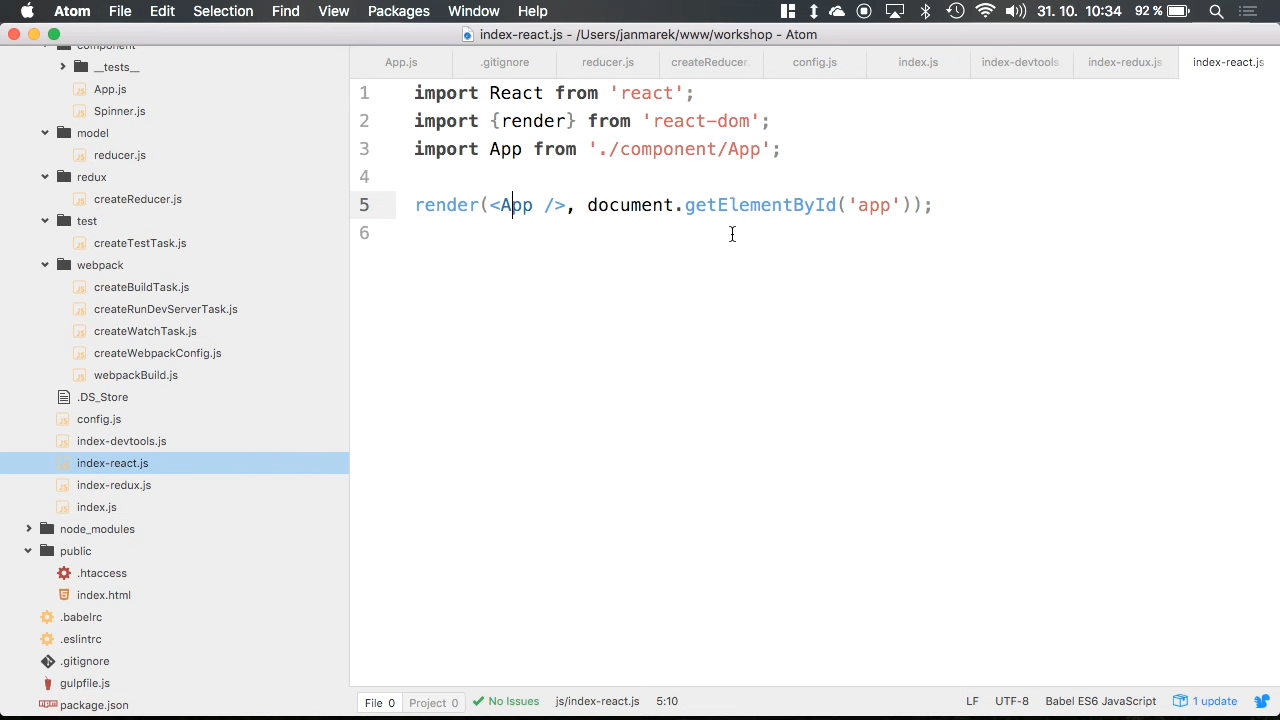 Atom File Edit Selection Find View Packages Window Help 31. 10. 10:34 92 %
index-react.js - /Users/janmarek/www/workshop - Atom
component
__tests__
App.js
Spinner.js
model
reducer.js
redux
createReducer.js
test
createTestTask.js
webpack
createBuildTask.js
createRunDevServerTask.js
createWatchTask.js
createWebpackConfig.js
webpackBuild.js
.DS_Store
config.js
index-devtools.js
index-react.js
index-redux.js
index.js
node_modules
public
.htaccess
index.html
.babelrc
.eslintrc
.gitignore
gulpfile.js
package.json
App.js .gitignore reducer.js createReducer. config.js index.js index-devtools. index-redux.js index-react.js
1 import React from 'react';
2 import {render} from 'react-dom';
3 import App from './component/App';
4
5 render(<App />, document.getElementById('app'));
6
File 0 Project 0 No Issues js/index-react.js 5:10 LF UTF-8 Babel ES6 JavaScript 1 update